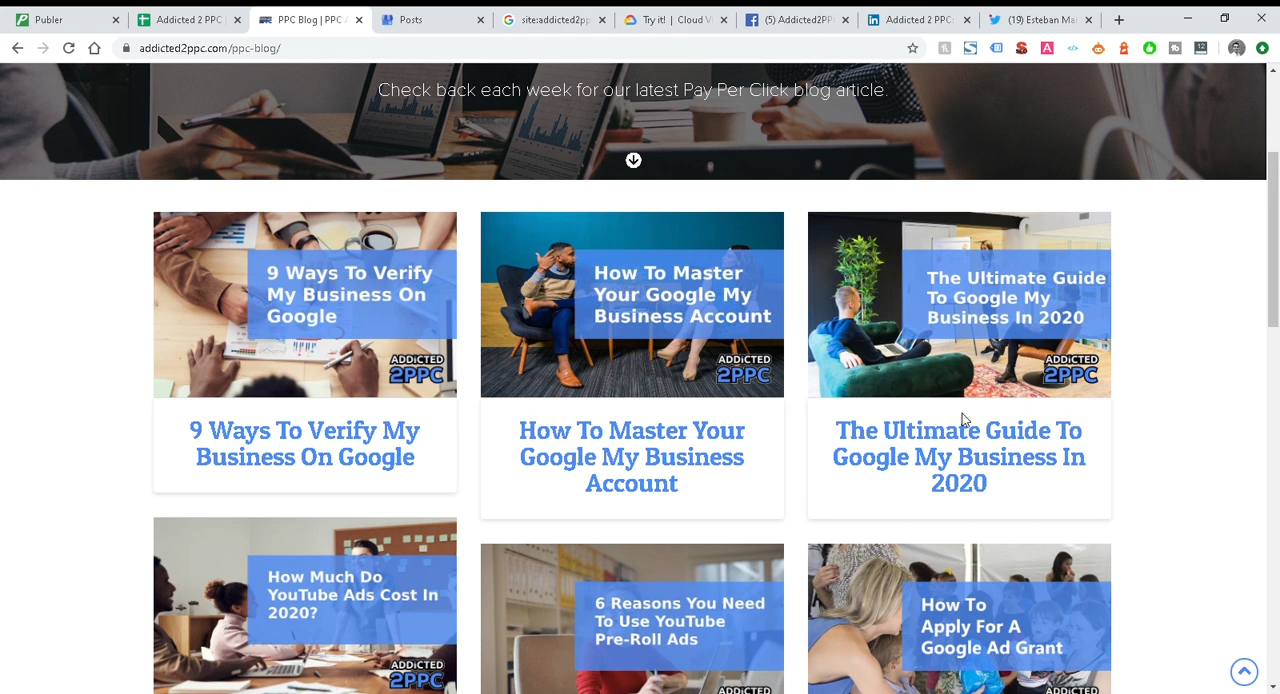 Publer
Addicted 2 PPC
PPC Blog | PPC
Posts
site:addicted2pp
Try it! | Cloud V
(5) Addicted2PP
Addicted 2 PPC:
(19) Esteban Ma
addicted2ppc.com/ppc-blog/
12
Check back each week for our latest Pay Per Click blog article.
9 Ways To Verify
My Business On
Google
ADDiCTED
2PPC
How To Master
Your Google My
Business Account
ADDiCTED
2PPC
The Ultimate Guide
To Google My
Business In 2020
ADDiCTED
2PPC
9 Ways To Verify My
Business On Google
How To Master Your
Google My Business
Account
The Ultimate Guide To
Google My Business In
2020
How Much Do
YouTube Ads Cost In
2020?
ADDiCTED
2PPC
6 Reasons You Need
To Use YouTube
Pre-Roll Ads
ADDiCTED
How To
Apply For A
Google Ad Grant
ADDiCTED